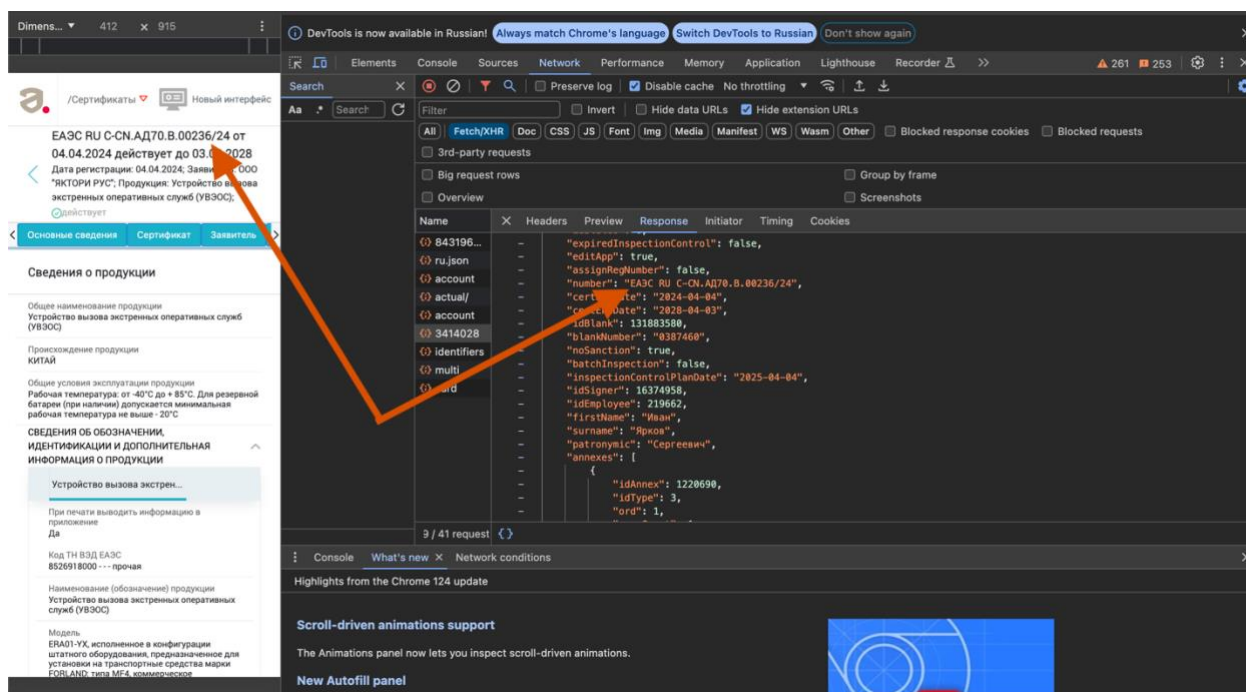 Dimens... ▼ 412 x 915
/Сертификаты
Новый интерфейс
ЕАЭС RU С-CN.АД70.В.00236/24 от
04.04.2024 действует до 2028
Дата регистрации: 04.04.2024; ООО
"ЯКТОРИ РУС"; Продукция: Устройство вызова
экстренных оперативных служб (УВЭОС);
действует
Основные сведения
Сертификат
Заявитель
Сведения о продукции
Общее наименование продукции
Устройство вызова экстренных оперативных служб
(УВЭОС)
Происхождение продукции
КИТАЙ
Общие условия эксплуатации продукции
Рабочая температура: от -40°С до + 85°С. Для резервной
батареи (при наличии) допускается минимальная
рабочая температура не выше - 20°С
СВЕДЕНИЯ ОБ ОБОЗНАЧЕНИИ,
ИДЕНТИФИКАЦИИ И ДОПОЛНИТЕЛЬНАЯ
ИНФОРМАЦИЯ О ПРОДУКЦИИ
Устройство вызова экстрен...
При печати выводить информацию в
приложение
Да
Код ТН ВЭД ЕАЭС
8526918000 - - - прочая
Наименование (обозначение) продукции
Устройство вызова экстренных оперативных
служб (УВЭОС)
Модель
ERA01-YX, исполненное в конфигурации
штатного оборудования, предназначенное для
установки на транспортные средства марки
FORLAND: типа MF4, коммерческое
DevTools is now available in Russian!
Always match Chrome's language
Switch DevTools to Russian
Don't show again
Elements Console Sources Network Performance Memory Application Lighthouse Recorder >> 261 253
Search
Aa .* Search
Preserve log Disable cache No throttling
Filter Invert Hide data URLs Hide extension URLs
All Fetch/XHR Doc CSS JS Font Img Media Manifest WS Wasm Other Blocked response cookies Blocked requests
3rd-party requests
Big request rows Group by frame
Overview Screenshots
Name
Headers Preview Response Initiator Timing Cookies
843196...
ru.json
account
actual/
account
3414028
identifiers
multi
"expiredInspectionControl": false,
"editApp": true,
"assignRegNumber": false,
"number": "ЕАЭС RU С-CN.АД70.В.00236/24",
"2024-04-04",
"2028-04-03",
"idBlank": 131883580,
"blankNumber": "0387460",
"noSanction": true,
"batchInspection": false,
"inspectionControlPlanDate": "2025-04-04",
"idSigner": 16374958,
"idEmployee": 219662,
"firstName": "Иван",
"surname": "Ярков",
"patronymic": "Сергеевич",
"annexes": [
{
"idAnnex": 1220690,
"idType": 3,
"ord": 1,
9 / 41 request {}
Console What's new × Network conditions
Highlights from the Chrome 124 update
Scroll-driven animations support
The Animations panel now lets you inspect scroll-driven animations.
New Autofill panel